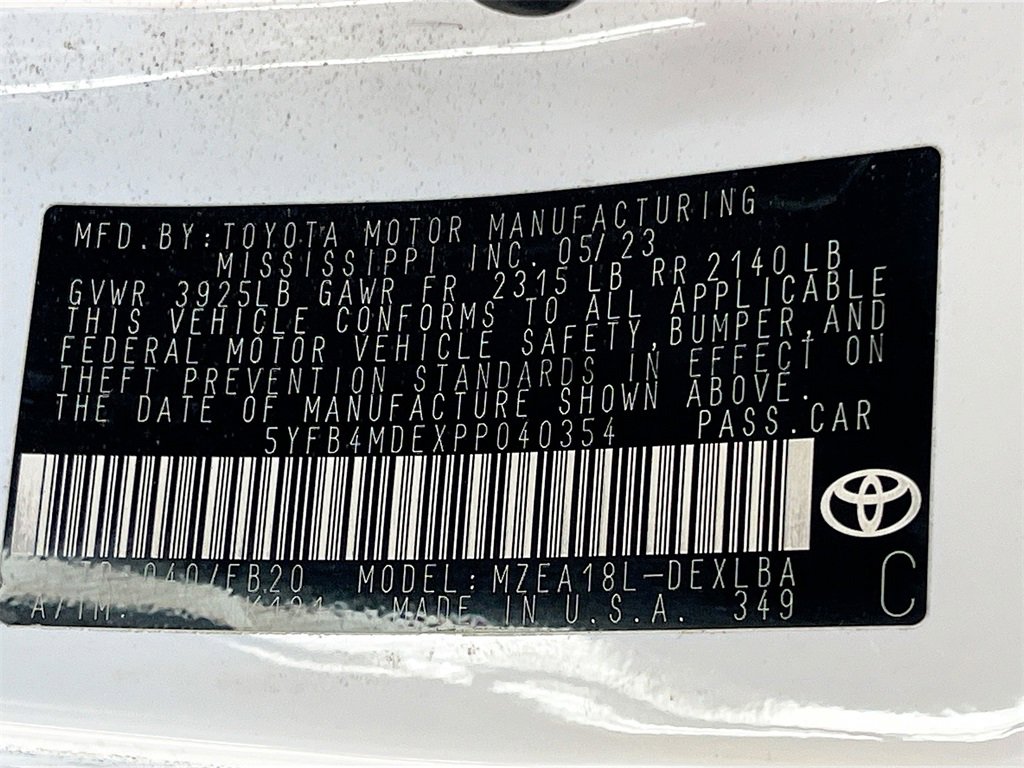 MFD.BY:TOYOTA MOTOR MANUFACTURING
MISSISSIPPI INC. 05/23
GVWR 3925LB GAWR FR 2315LB RR 2140LB
THIS VEHICLE CONFORMS TO ALL APPLICABLE
FEDERAL MOTOR VEHICLE SAFETY,BUMPER,AND
THEFT PREVENTION STANDARDS IN EFFECT ON
THE DATE OF MANUFACTURE SHOWN ABOVE.
5YFB4MDEXPP040354 PASS.CAR
MODEL:MZEA18L-DEXLBA C
A/TM: MADE IN U.S.A. 349